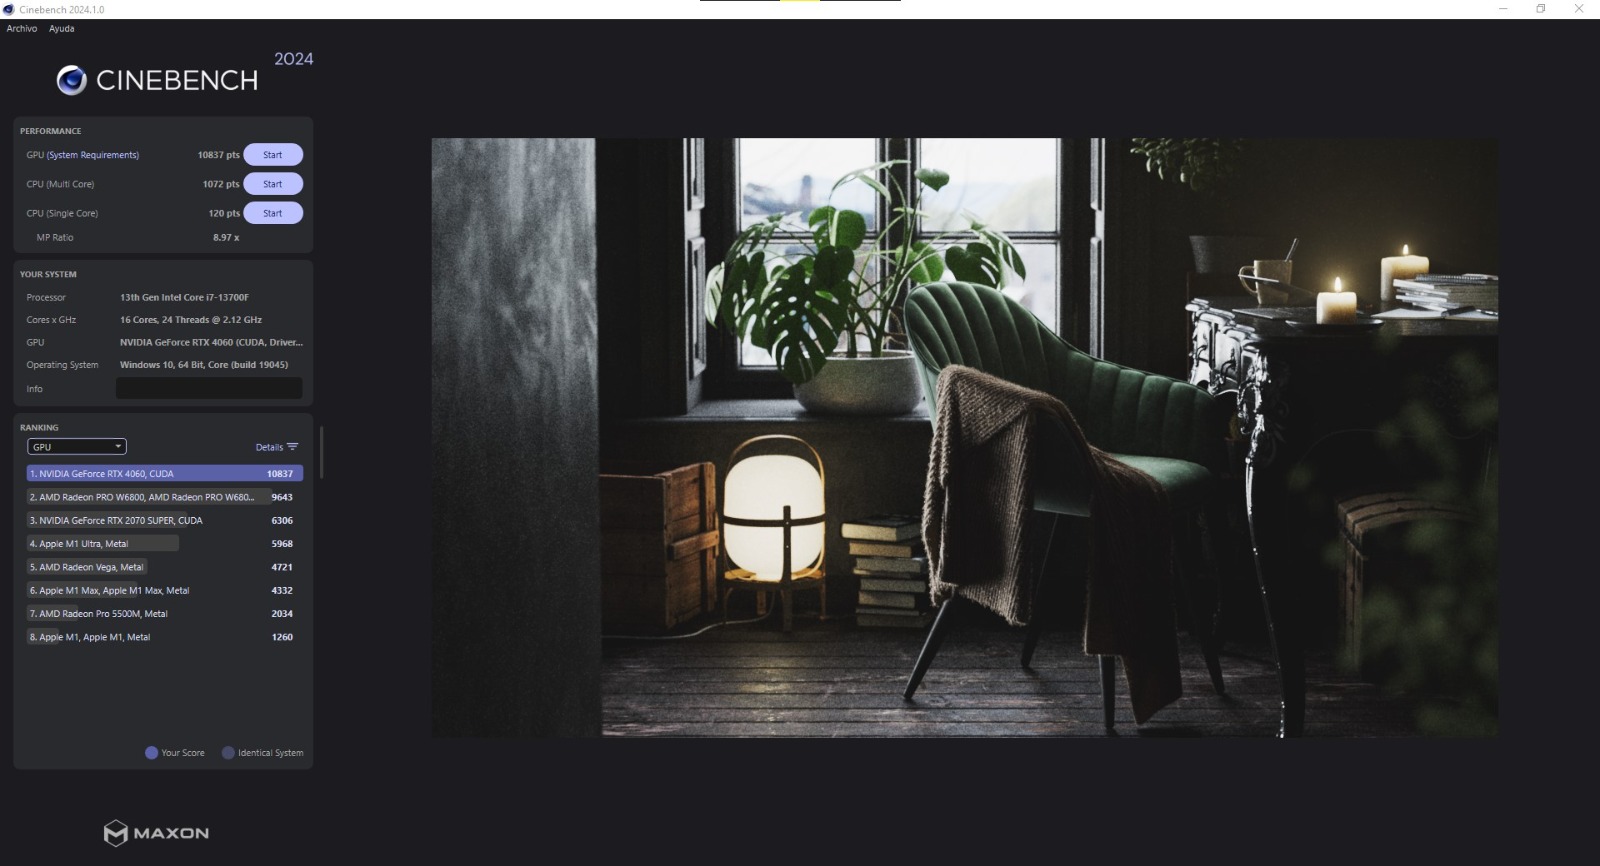 Cinebench 2024.1.0
Archivo Ayuda
2024
CINEBENCH
PERFORMANCE
GPU (System Requirements) 10837 pts Start
CPU (Multi Core) 1072 pts Start
CPU (Single Core) 120 pts Start
MP Ratio 8.97 x
YOUR SYSTEM
Processor 13th Gen Intel Core i7-13700F
Cores x GHz 16 Cores, 24 Threads @ 2.12 GHz
GPU NVIDIA GeForce RTX 4060 (CUDA, Driver...
Operating System Windows 10, 64 Bit, Core (build 19045)
Info
RANKING
GPU Details
1. NVIDIA GeForce RTX 4060, CUDA 10837
2. AMD Radeon PRO W6800, AMD Radeon PRO W680... 9643
3. NVIDIA GeForce RTX 2070 SUPER, CUDA 6306
4. Apple M1 Ultra, Metal 5968
5. AMD Radeon Vega, Metal 4721
6. Apple M1 Max, Apple M1 Max, Metal 4332
7. AMD Radeon Pro 5500M, Metal 2034
8. Apple M1, Apple M1, Metal 1260
Your Score Identical System
MAXON